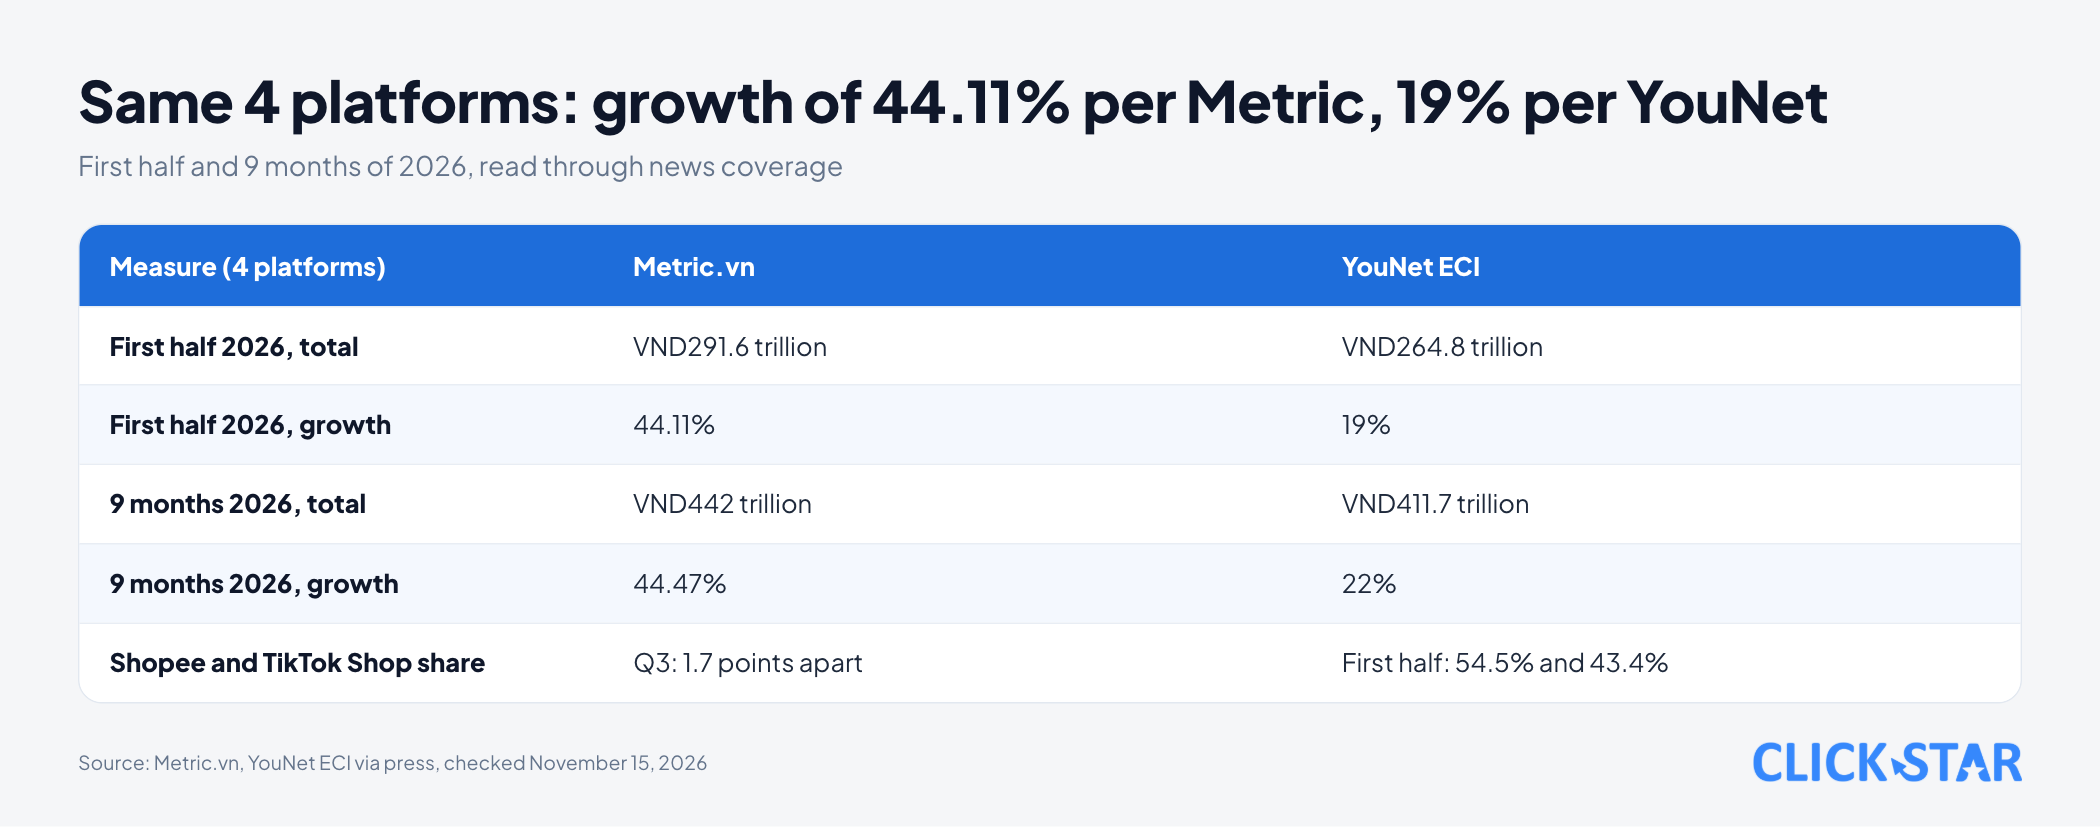 Same 4 platforms: growth of 44.11% per Metric, 19% per YouNet
First half and 9 months of 2026, read through news coverage
Measure (4 platforms) Metric.vn YouNet ECI
First half 2026, total VND291.6 trillion VND264.8 trillion
First half 2026, growth 44.11% 19%
9 months 2026, total VND442 trillion VND411.7 trillion
9 months 2026, growth 44.47% 22%
Shopee and TikTok Shop share Q3: 1.7 points apart First half: 54.5% and 43.4%
Source: Metric.vn, YouNet ECI via press, checked November 15, 2026
CLICK STAR